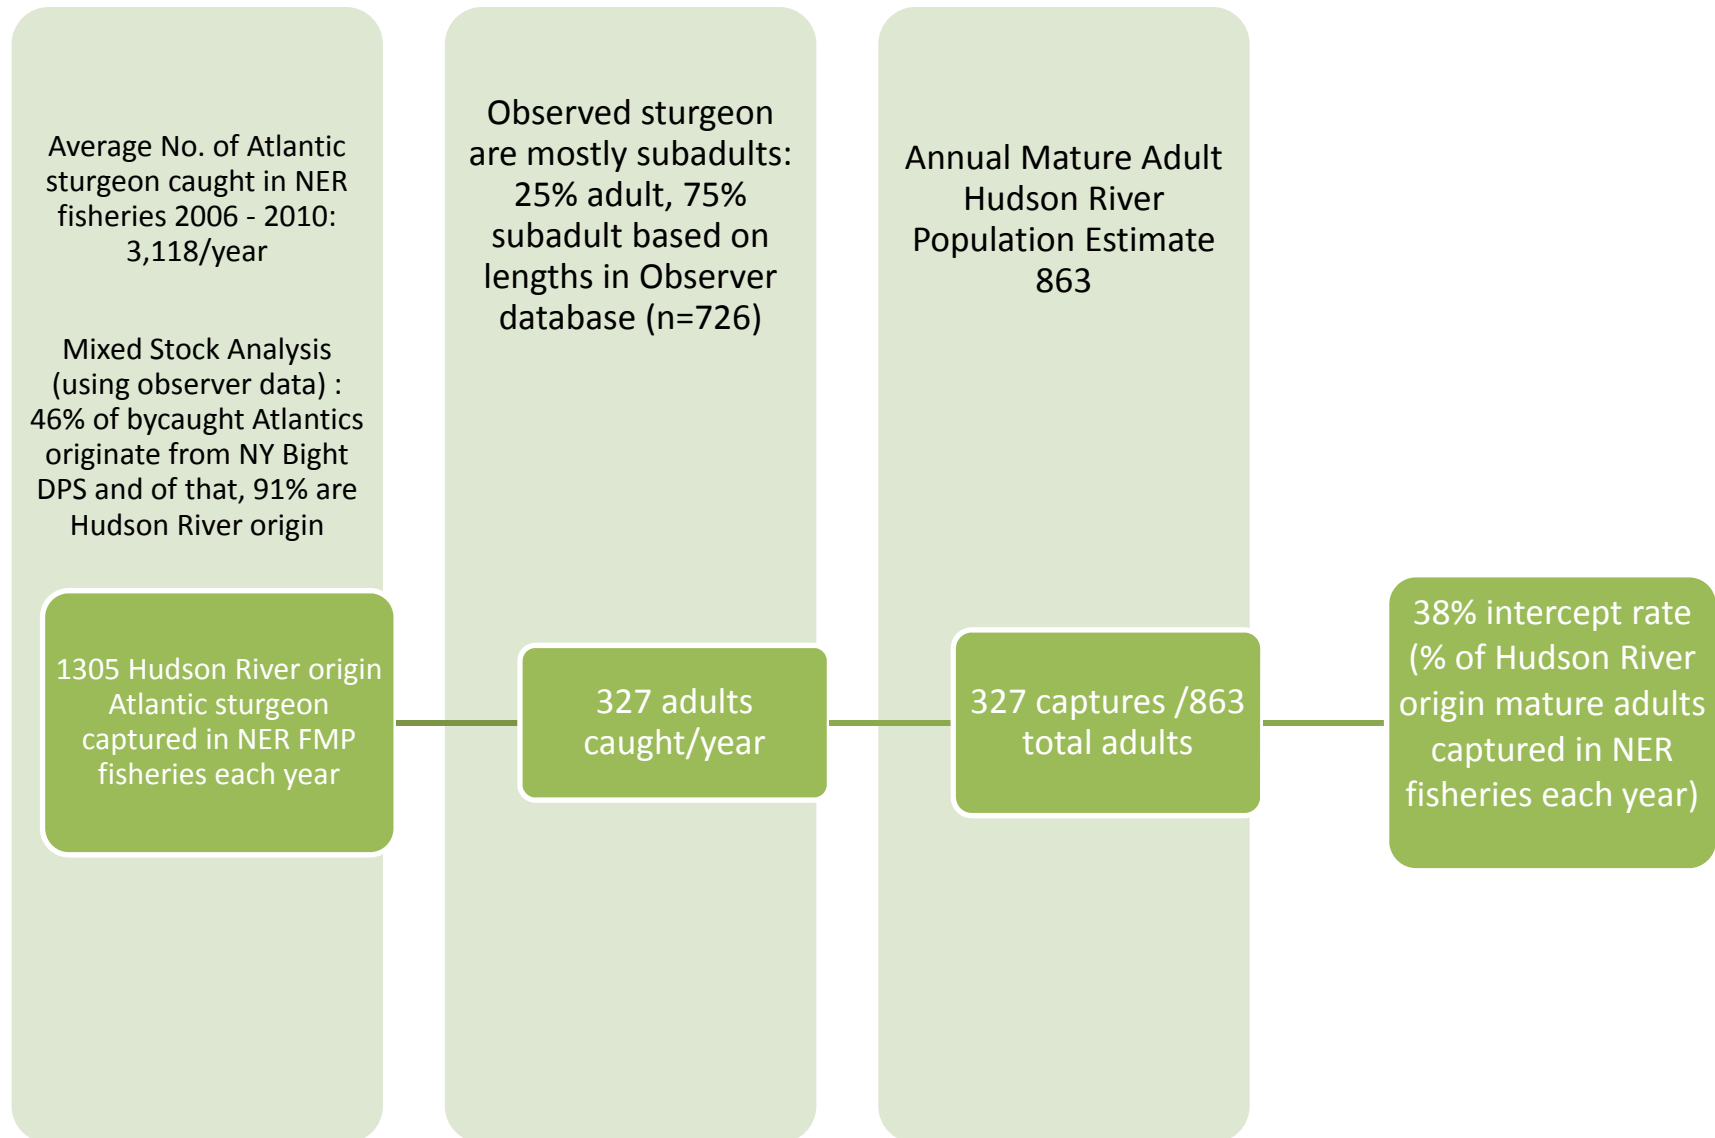 Average No. of Atlantic
sturgeon caught in NER
fisheries 2006 - 2010:
3,118/year
Mixed Stock Analysis
(using observer data) :
46% of bycaught Atlantics
originate from NY Bight
DPS and of that, 91% are
Hudson River origin
1305 Hudson River origin
Atlantic sturgeon
captured in NER FMP
fisheries each year
Observed sturgeon
are mostly subadults:
25% adult, 75%
subadult based on
lengths in Observer
database (n=726)
327 adults
caught/year
Annual Mature Adult
Hudson River
Population Estimate
863
327 captures /863
total adults
38% intercept rate
(% of Hudson River
origin mature adults
captured in NER
fisheries each year)